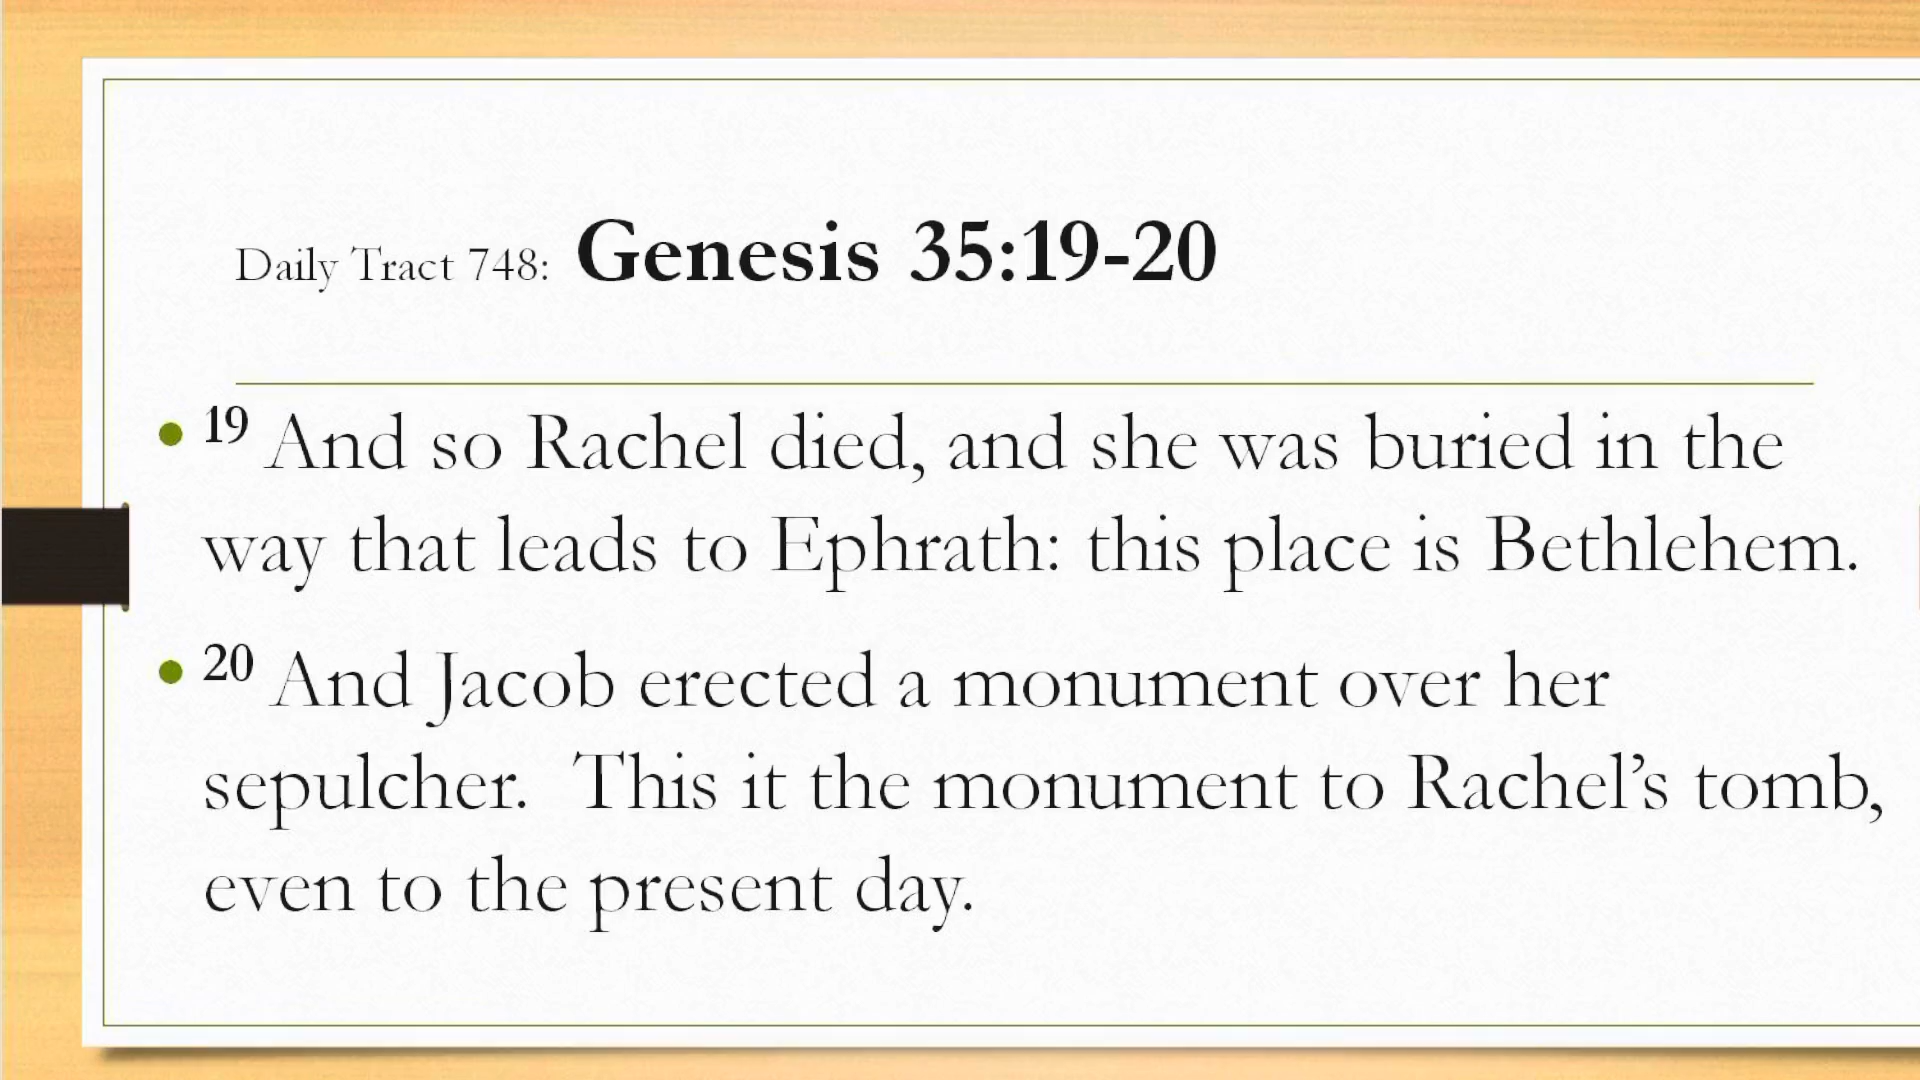 Daily Tract 748: Genesis 35:19-20
• 19 And so Rachel died, and she was buried in the
way that leads to Ephrath: this place is Bethlehem.
• 20 And Jacob erected a monument over her
sepulcher. This it the monument to Rachel’s tomb,
even to the present day.